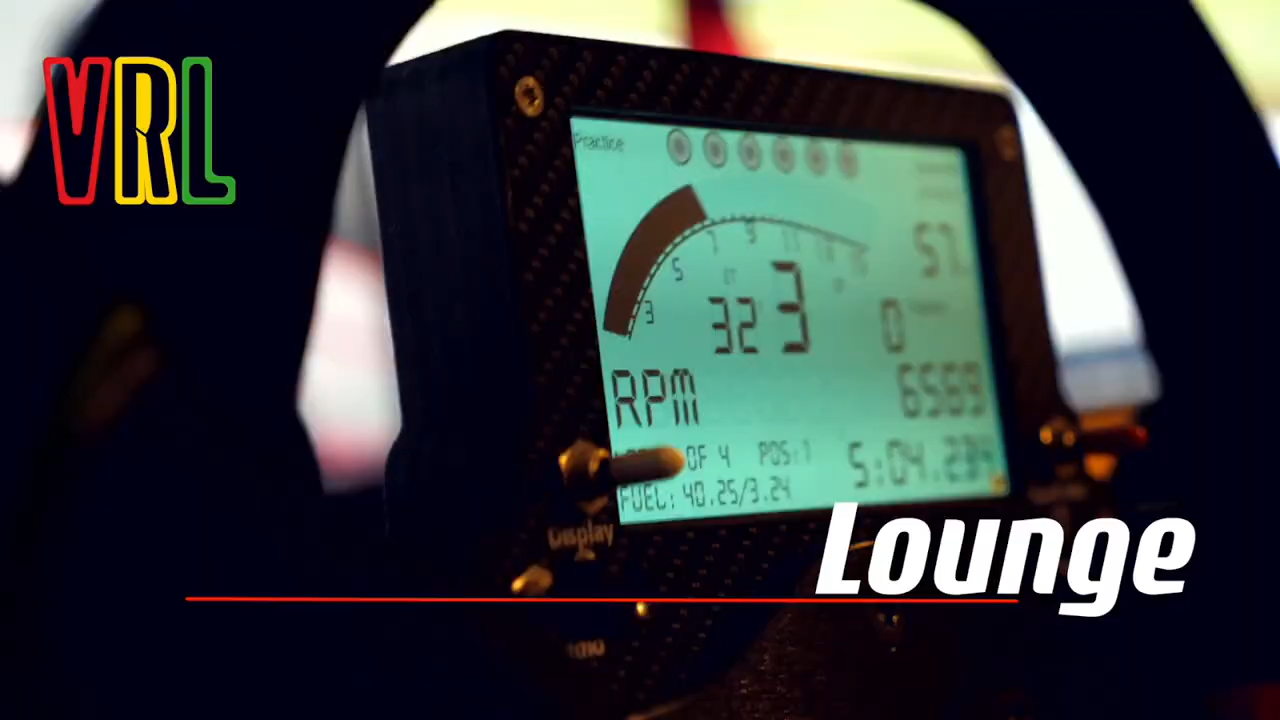 VRL
Practice
57
3 5 7 9 11
32 3
0
RPM 6569
OF 4 POS:1 5:04.234
FUEL: 40.25/3.24
Display
Lounge